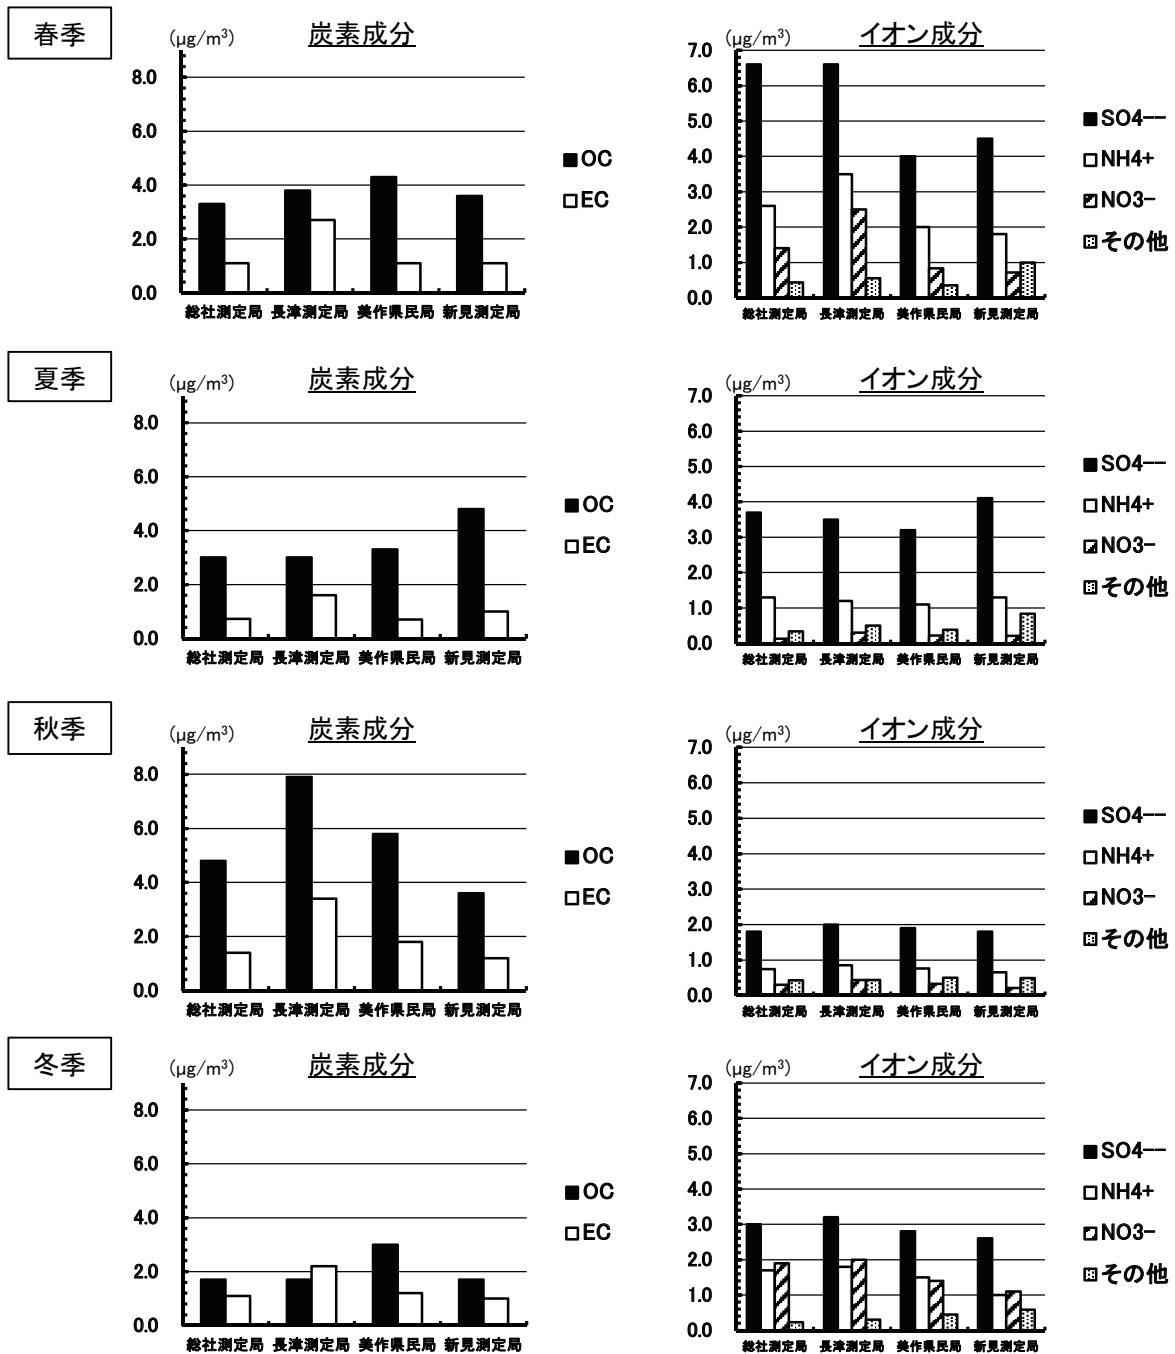 春季
(μg/m³)
炭素成分
8.0
6.0
4.0
2.0
0.0
総社測定局 長津測定局 美作県民局 新見測定局
OC
EC
(μg/m³)
イオン成分
7.0
6.0
5.0
4.0
3.0
2.0
1.0
0.0
総社測定局 長津測定局 美作県民局 新見測定局
SO4--
NH4+
NO3-
その他
夏季
(μg/m³)
炭素成分
8.0
6.0
4.0
2.0
0.0
総社測定局 長津測定局 美作県民局 新見測定局
OC
EC
(μg/m³)
イオン成分
7.0
6.0
5.0
4.0
3.0
2.0
1.0
0.0
総社測定局 長津測定局 美作県民局 新見測定局
SO4--
NH4+
NO3-
その他
秋季
(μg/m³)
炭素成分
8.0
6.0
4.0
2.0
0.0
総社測定局 長津測定局 美作県民局 新見測定局
OC
EC
(μg/m³)
イオン成分
7.0
6.0
5.0
4.0
3.0
2.0
1.0
0.0
総社測定局 長津測定局 美作県民局 新見測定局
SO4--
NH4+
NO3-
その他
冬季
(μg/m³)
炭素成分
8.0
6.0
4.0
2.0
0.0
総社測定局 長津測定局 美作県民局 新見測定局
OC
EC
(μg/m³)
イオン成分
7.0
6.0
5.0
4.0
3.0
2.0
1.0
0.0
総社測定局 長津測定局 美作県民局 新見測定局
SO4--
NH4+
NO3-
その他